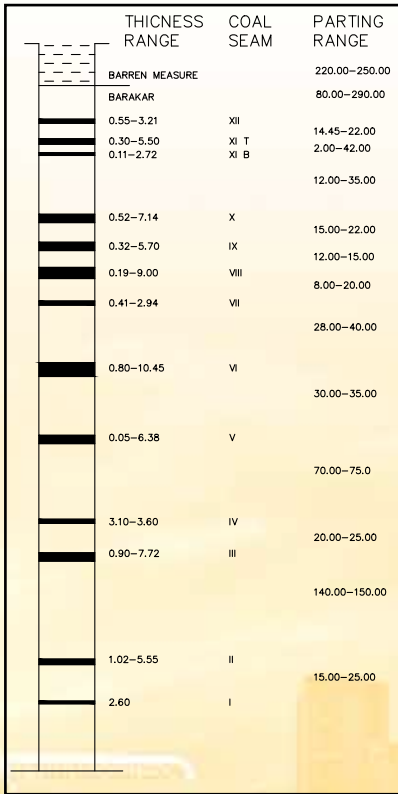 THICNESS COAL PARTING
RANGE SEAM RANGE
220.00-250.00
BARREN MEASURE
BARAKAR 80.00-290.00
0.55-3.21 XII
14.45-22.00
0.30-5.50 XI T
2.00-42.00
0.11-2.72 XI B
12.00-35.00
0.52-7.14 X
15.00-22.00
0.32-5.70 IX
12.00-15.00
0.19-9.00 VIII
8.00-20.00
0.41-2.94 VII
28.00-40.00
0.80-10.45 VI
30.00-35.00
0.05-6.38 V
70.00-75.0
3.10-3.60 IV
20.00-25.00
0.90-7.72 III
140.00-150.00
1.02-5.55 II
15.00-25.00
2.60 I